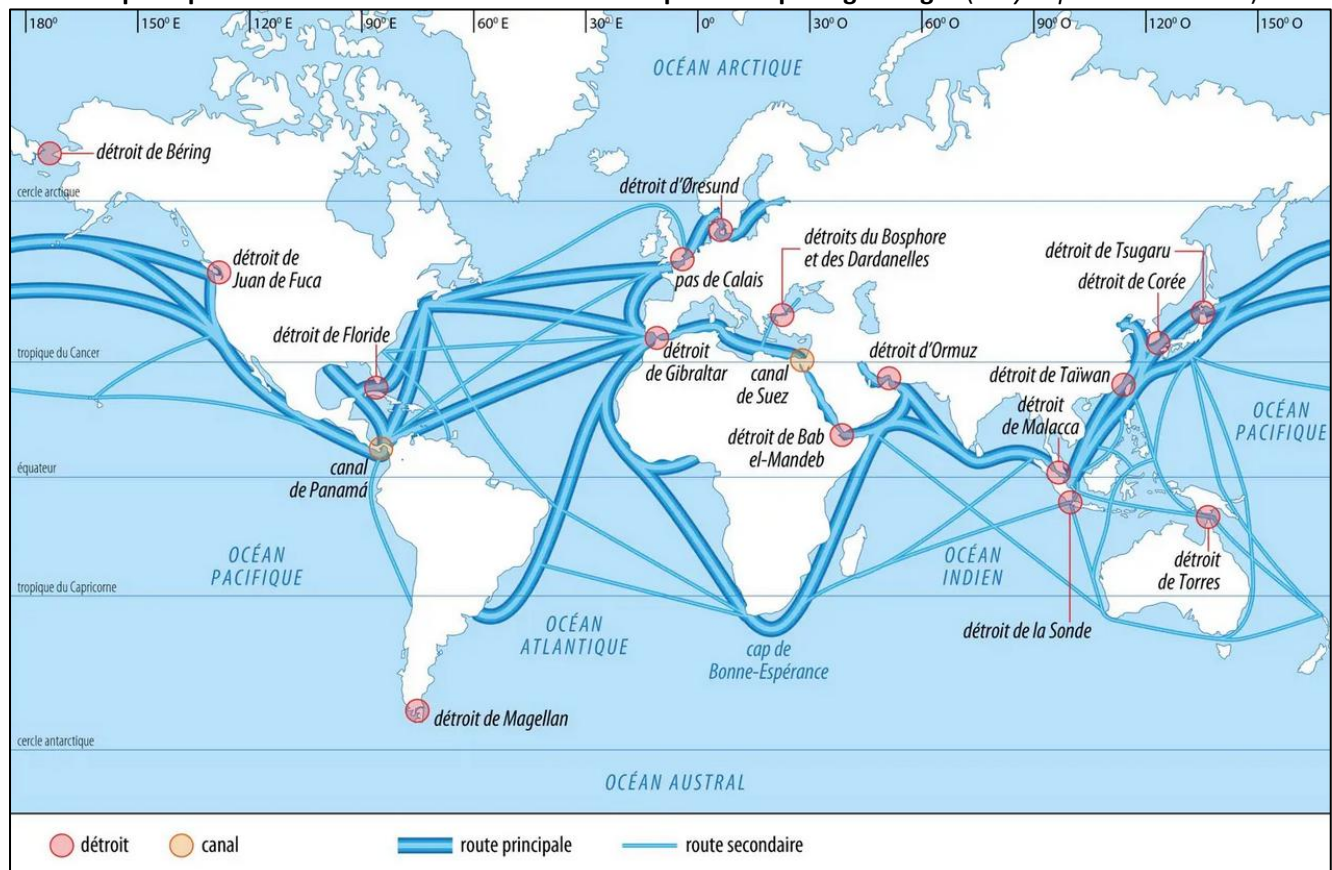 180° 150° E 120° E 90° E 60° E 30° 0° 30° O 60° O 90° O 120° O 150° O
OCÉAN ARCTIQUE
détroit de Béring
cercle arctique
détroit d'Øresund
détroits du Bosphore
et des Dardanelles
détroit de Tsugaru
détroit de Corée
détroit de
Juan de Fuca
pas de Calais
détroit de Floride
tropique du Cancer
détroit
de Gibraltar
canal
de Suez
détroit d'Ormuz
détroit de Taïwan
détroit
de Malacca
OCÉAN
PACIFIQUE
détroit de Bab
el-Mandeb
équateur
canal
de Panamá
OCÉAN
PACIFIQUE
OCÉAN
INDIEN
détroit
de Torres
tropique du Capricorne
OCÉAN
ATLANTIQUE
détroit de la Sonde
cap de
Bonne-Espérance
détroit de Magellan
cercle antarctique
OCÉAN AUSTRAL
détroit canal route principale route secondaire